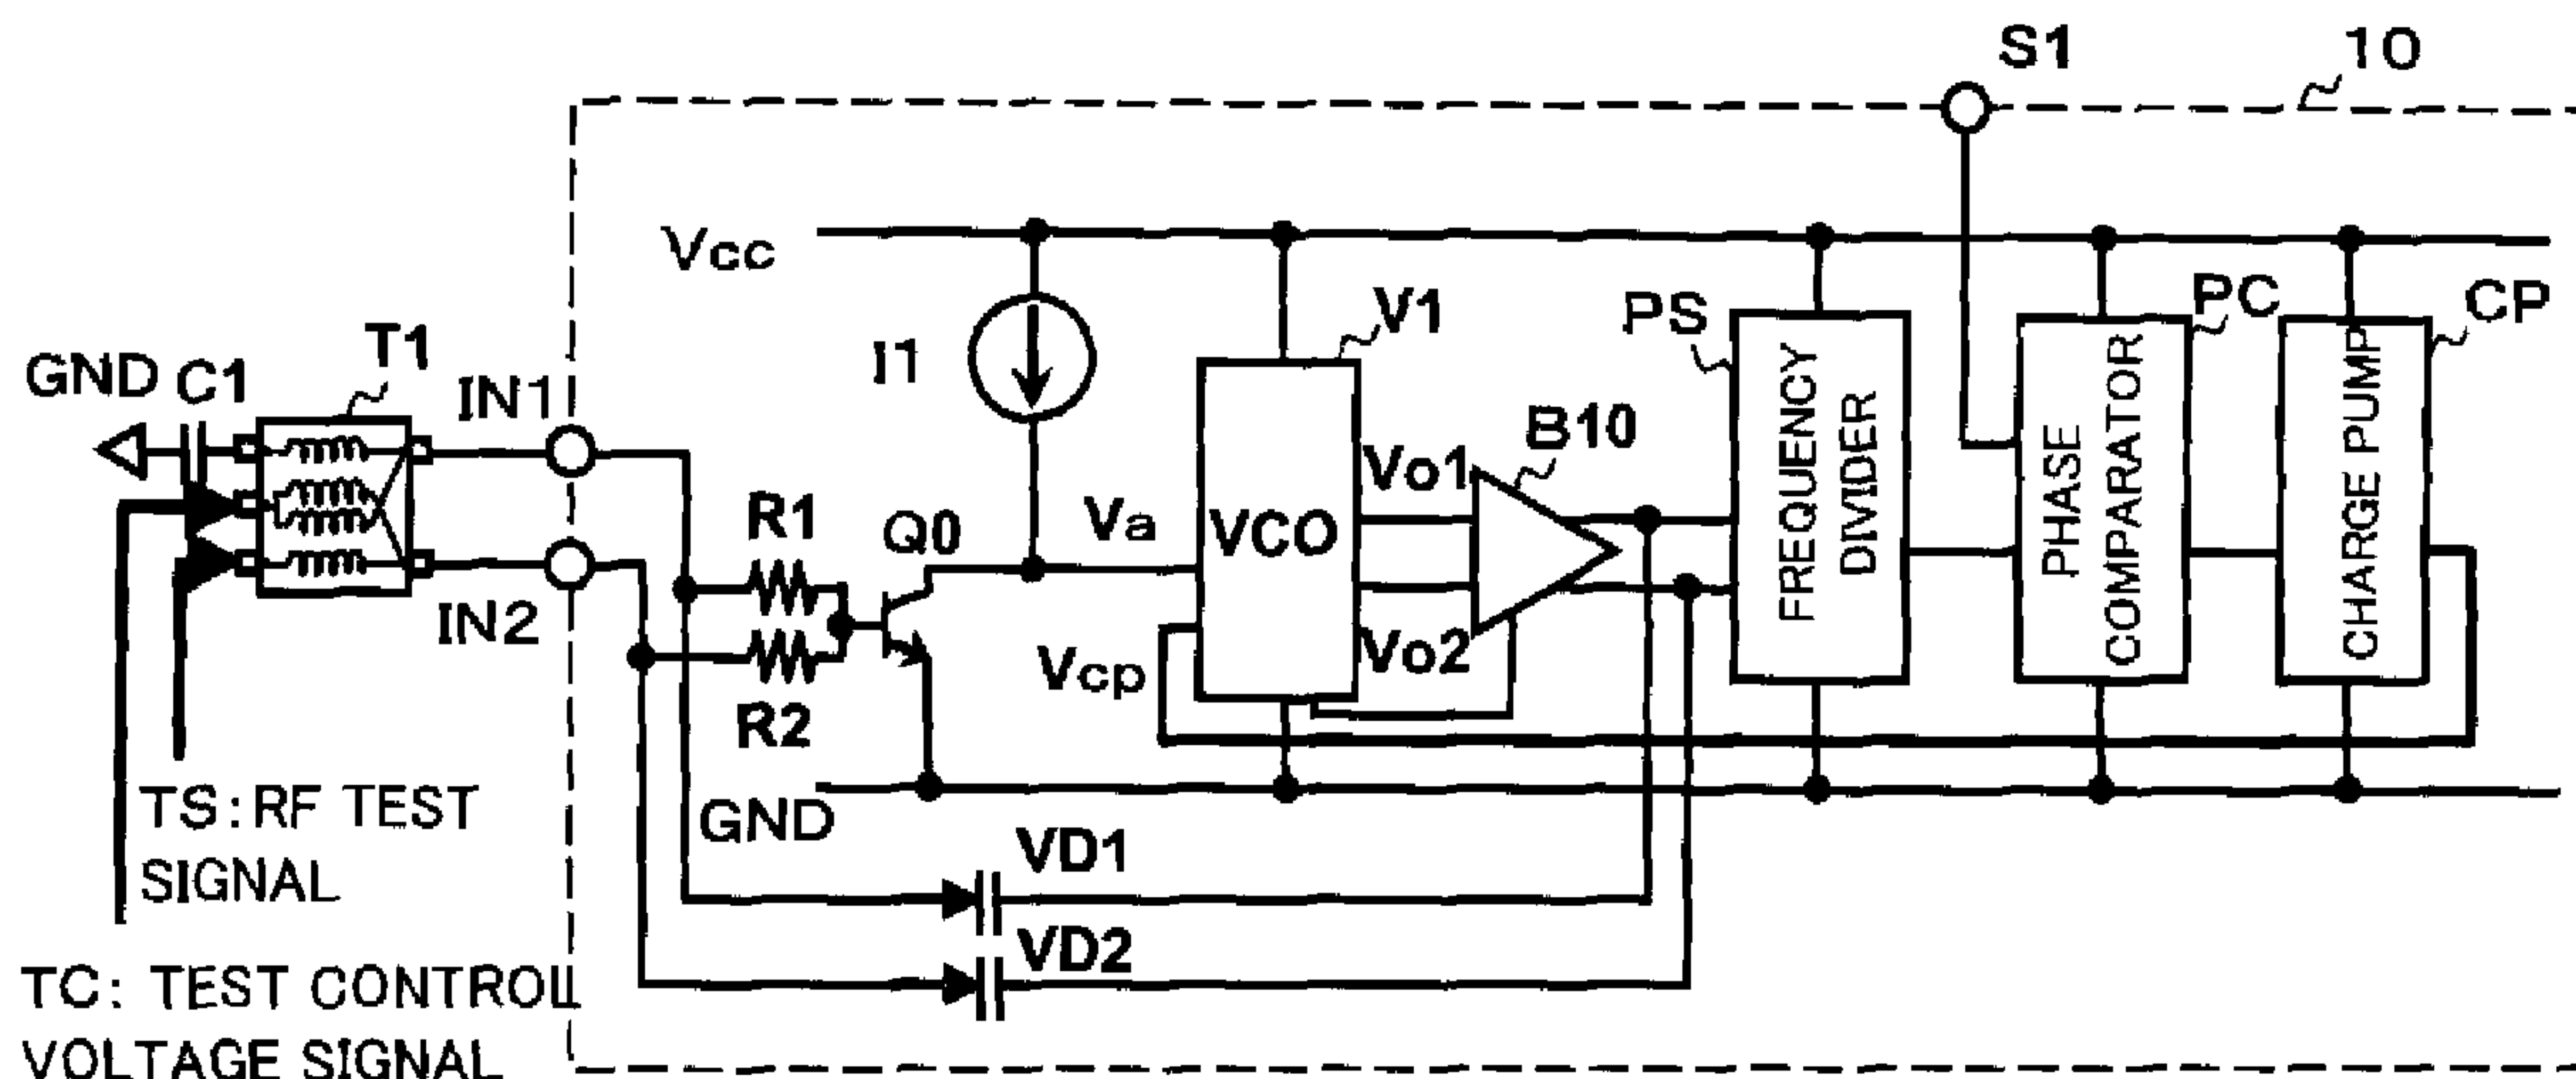 S1
10
Vcc
I1
V1
PS
PC
CP
GND
C1
T1
IN1
IN2
R1
R2
Q0
Va
VCO
Vo1
Vo2
Vcp
B10
FREQUENCY
DIVIDER
PHASE
COMPARATOR
CHARGE PUMP
GND
VD1
VD2
TS: RF TEST
SIGNAL
TC: TEST CONTROL
VOLTAGE SIGNAL